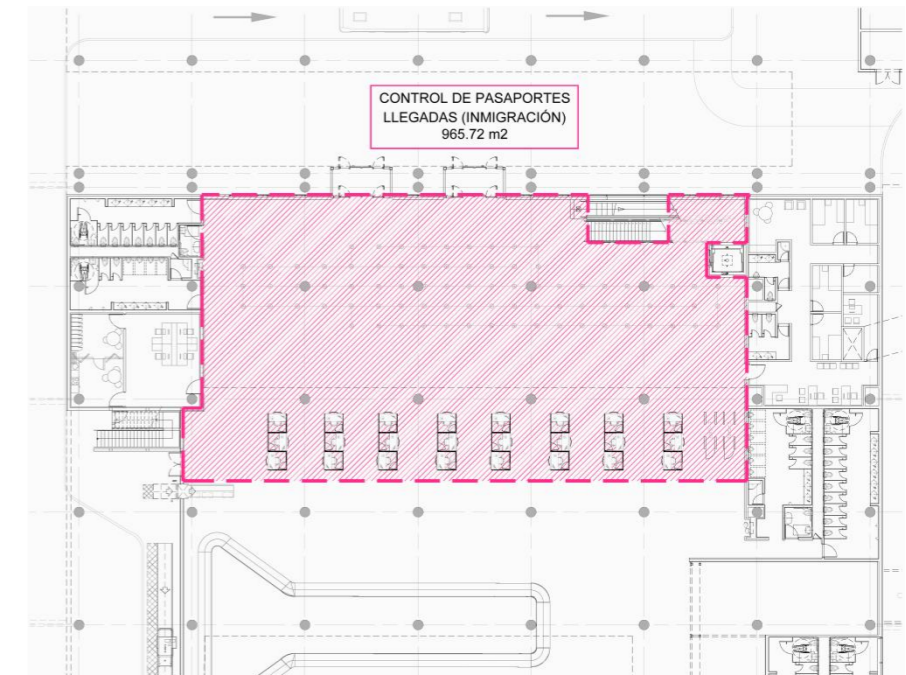 CONTROL DE PASAPORTES
LLEGADAS (INMIGRACIÓN)
965.72 m2